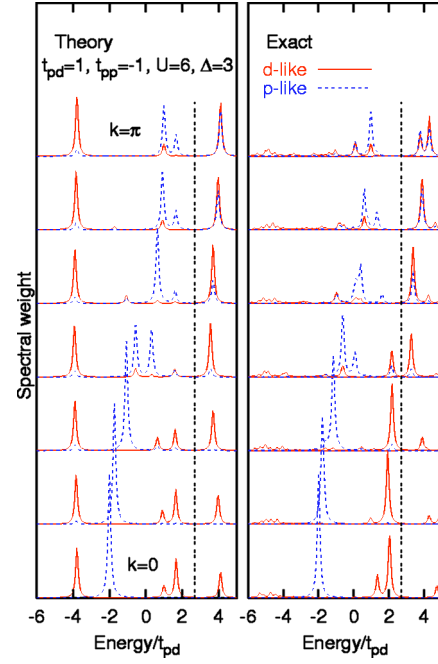 Theory
t_pd=1, t_pp=-1, U=6, Δ=3
k=π
k=0
Exact
d-like
p-like
Spectral weight
-6 -4 -2 0 2 4
-6 -4 -2 0 2 4
Energy/t_pd
Energy/t_pd